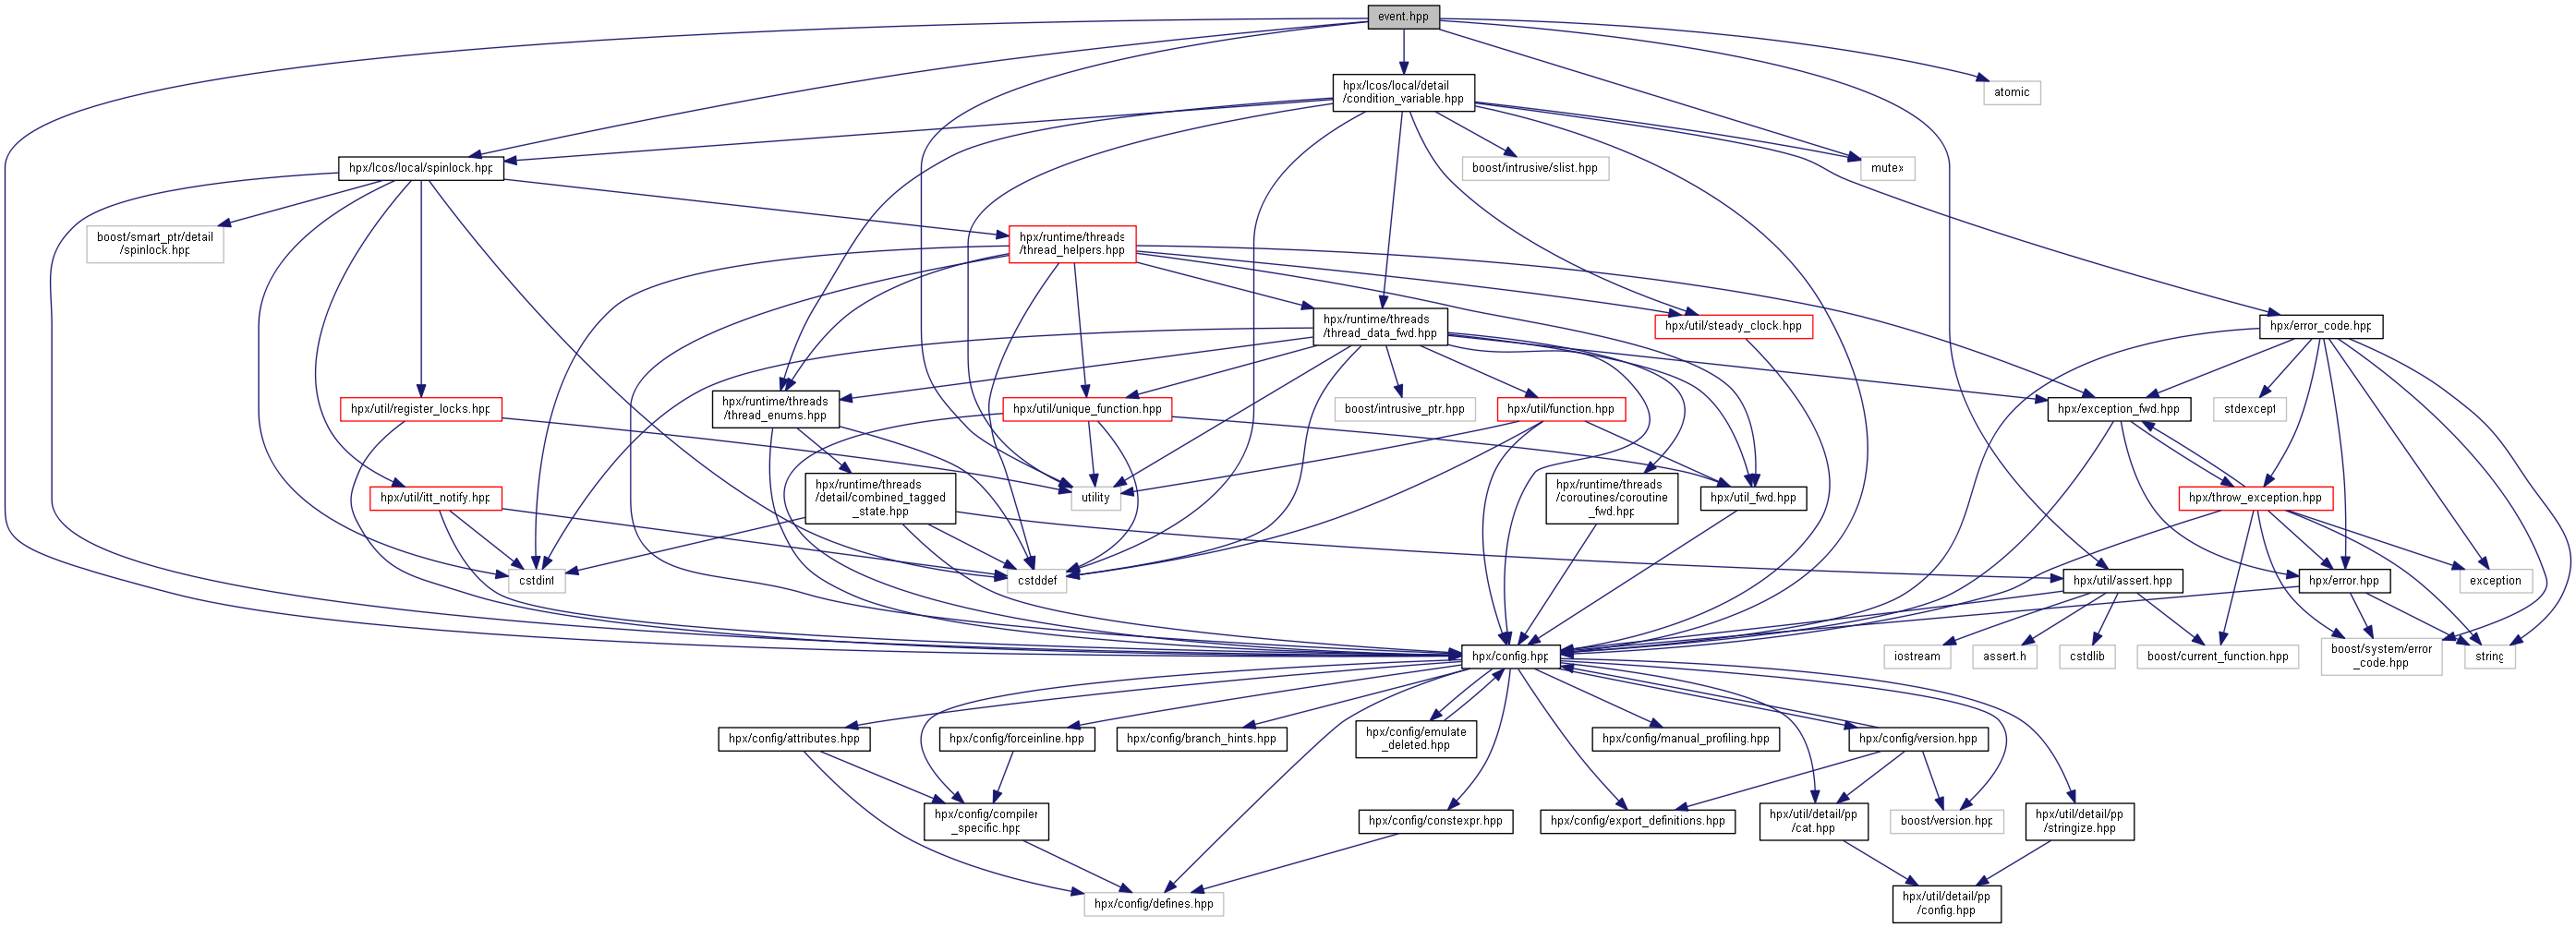 event.hpp
hpx/lcos/local/detail
/condition_variable.hpp
atomic
hpx/lcos/local/spinlock.hpp
boost/intrusive/slist.hpp
mutex
boost/smart_ptr/detail
/spinlock.hpp
hpx/runtime/threads
/thread_helpers.hpp
hpx/runtime/threads
/thread_data_fwd.hpp
hpx/util/steady_clock.hpp
hpx/error_code.hpp
hpx/util/register_locks.hpp
hpx/runtime/threads
/thread_enums.hpp
hpx/util/unique_function.hpp
boost/intrusive_ptr.hpp
hpx/util/function.hpp
hpx/exception_fwd.hpp
stdexcept
hpx/util/itt_notify.hpp
hpx/runtime/threads
/detail/combined_tagged
_state.hpp
utility
hpx/runtime/threads
/coroutines/coroutine
_fwd.hpp
hpx/util_fwd.hpp
hpx/throw_exception.hpp
cstdint
cstddef
hpx/util/assert.hpp
hpx/error.hpp
exception
hpx/config.hpp
iostream
assert.h
cstdlib
boost/current_function.hpp
boost/system/error
_code.hpp
string
hpx/config/attributes.hpp
hpx/config/forceinline.hpp
hpx/config/branch_hints.hpp
hpx/config/emulate
_deleted.hpp
hpx/config/manual_profiling.hpp
hpx/config/version.hpp
hpx/config/compiler
_specific.hpp
hpx/config/constexpr.hpp
hpx/config/export_definitions.hpp
hpx/util/detail/pp
/cat.hpp
boost/version.hpp
hpx/util/detail/pp
/stringize.hpp
hpx/config/defines.hpp
hpx/util/detail/pp
/config.hpp